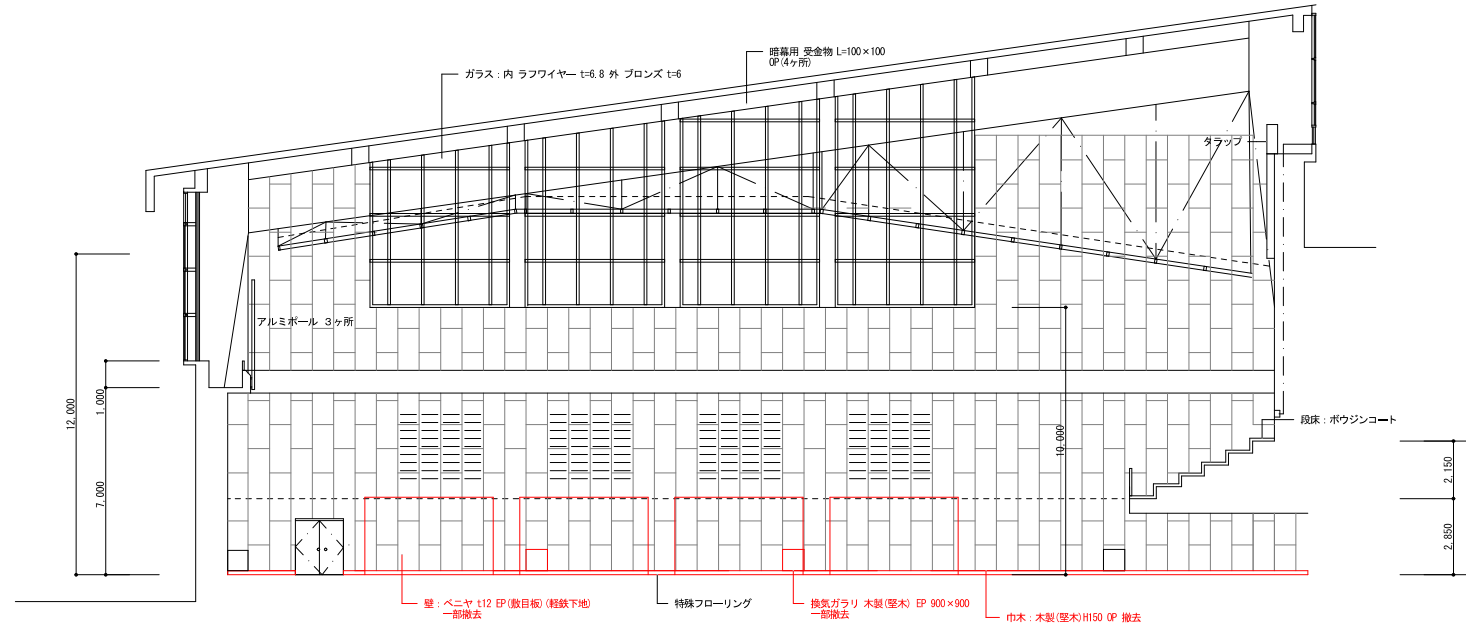 暗幕用 受金物 L=100×100
OP(4ヶ所)
ガラス：内 ラフワイヤー t=6.8 外 ブロンズ t=6
タラップ
アルミポール 3ヶ所
12,000
1,000
7,000
10,000
段床：ボウジンコート
2,150
2,850
壁：ベニヤ t12 EP(敷目板)(軽鉄下地)
一部撤去
特殊フローリング
換気ガラリ 木製(堅木) EP 900×900
一部撤去
巾木：木製(堅木)H150 OP 撤去